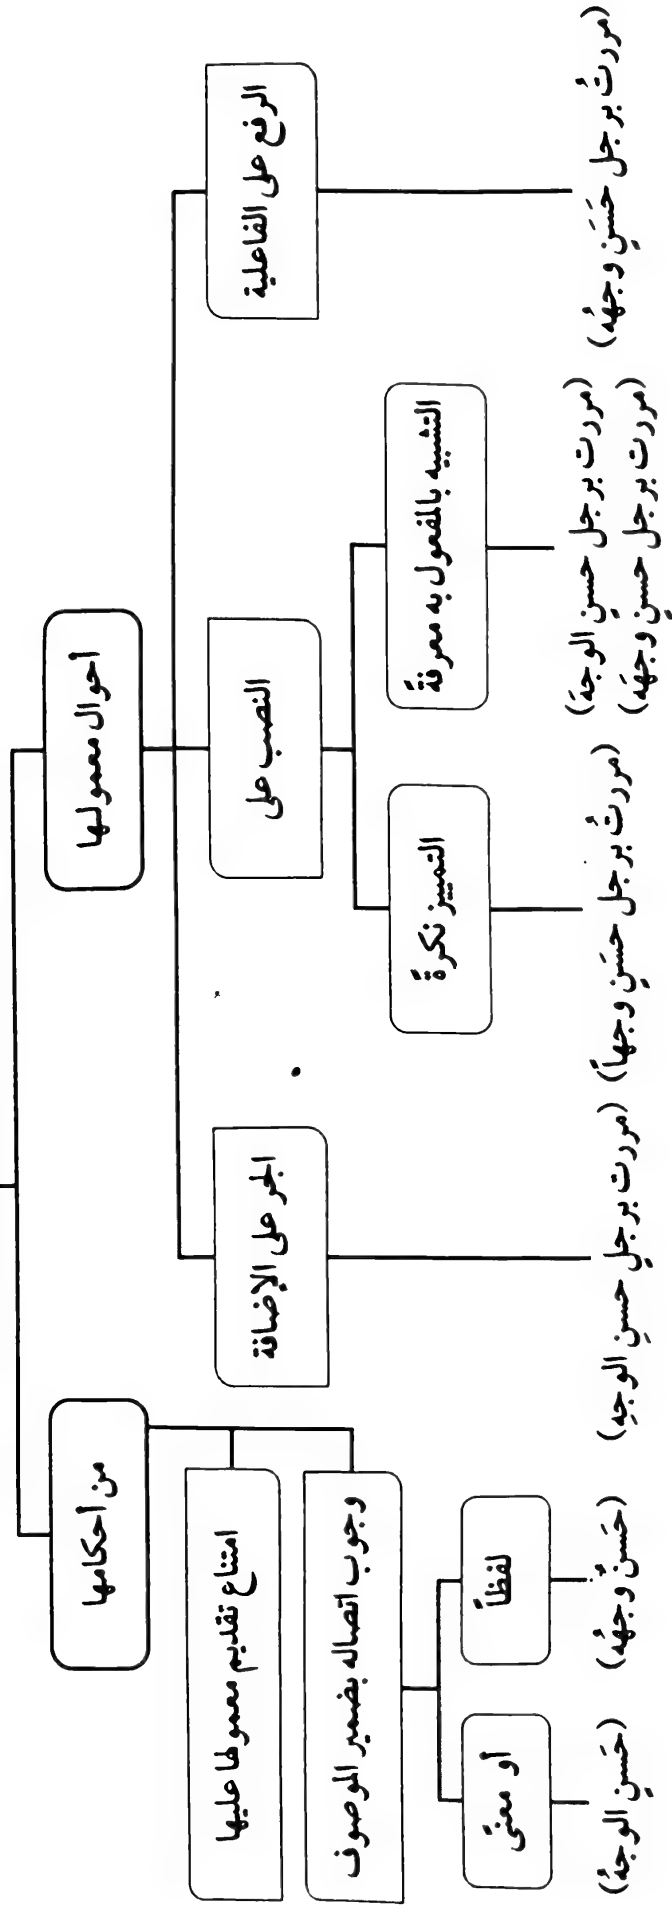 أحوال معمولها
من أحكامها
الرفع على الفاعلية
النصب على
الجر على الإضافة
امتناع تقديم معمولها عليها
وجوب اتصاله بضمير الموصوف
التشبيه بالمفعول به معرفةً
التمييز نكرةً
لفظاً
أو معنًى
(مررتُ برجل حَسَنٍ وجهُه)
(مررت برجل حسنٍ الوجهَ)
(مررت برجل حسنٍ وجهَه)
(مررتُ برجل حسَنٍ وجهاً)
(مررت برجلٍ حسنِ الوجهِ)
(حَسَنٌ وجهُه)
(حَسَنٍ الوجهُ)